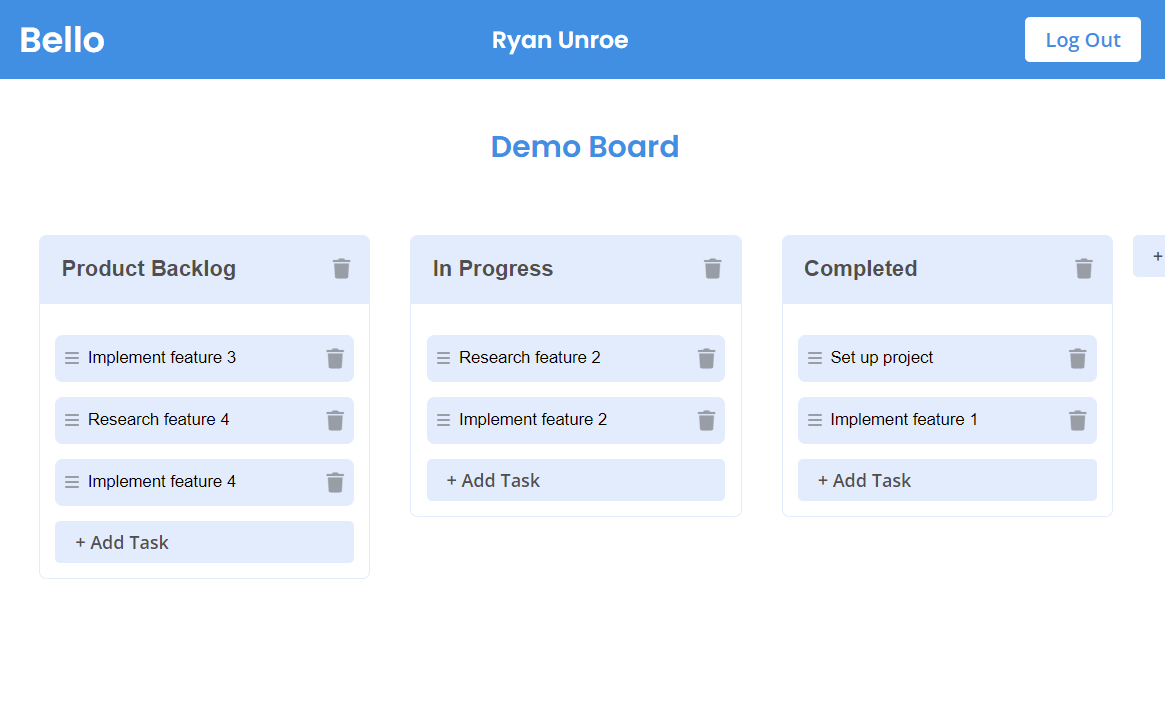 Bello
Ryan Unroe
Log Out
Demo Board
Product Backlog
Implement feature 3
Research feature 4
Implement feature 4
+ Add Task
In Progress
Research feature 2
Implement feature 2
+ Add Task
Completed
Set up project
Implement feature 1
+ Add Task
+